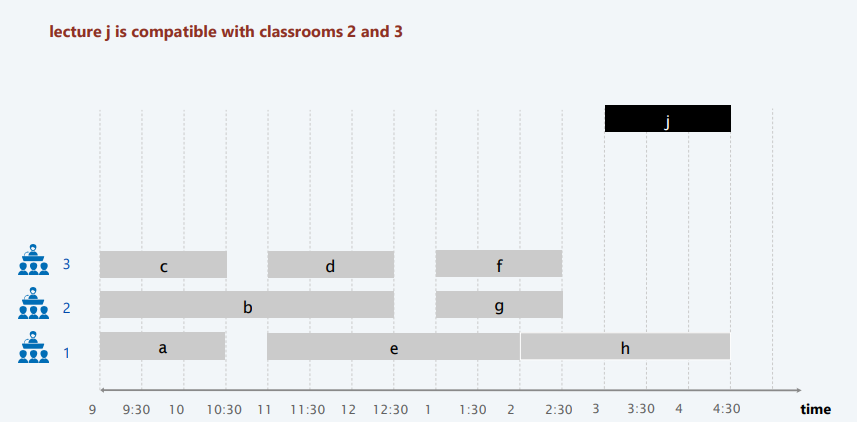 lecture j is compatible with classrooms 2 and 3
j
3 c d f
2 b g
1 a e h
9 9:30 10 10:30 11 11:30 12 12:30 1 1:30 2 2:30 3 3:30 4 4:30 time